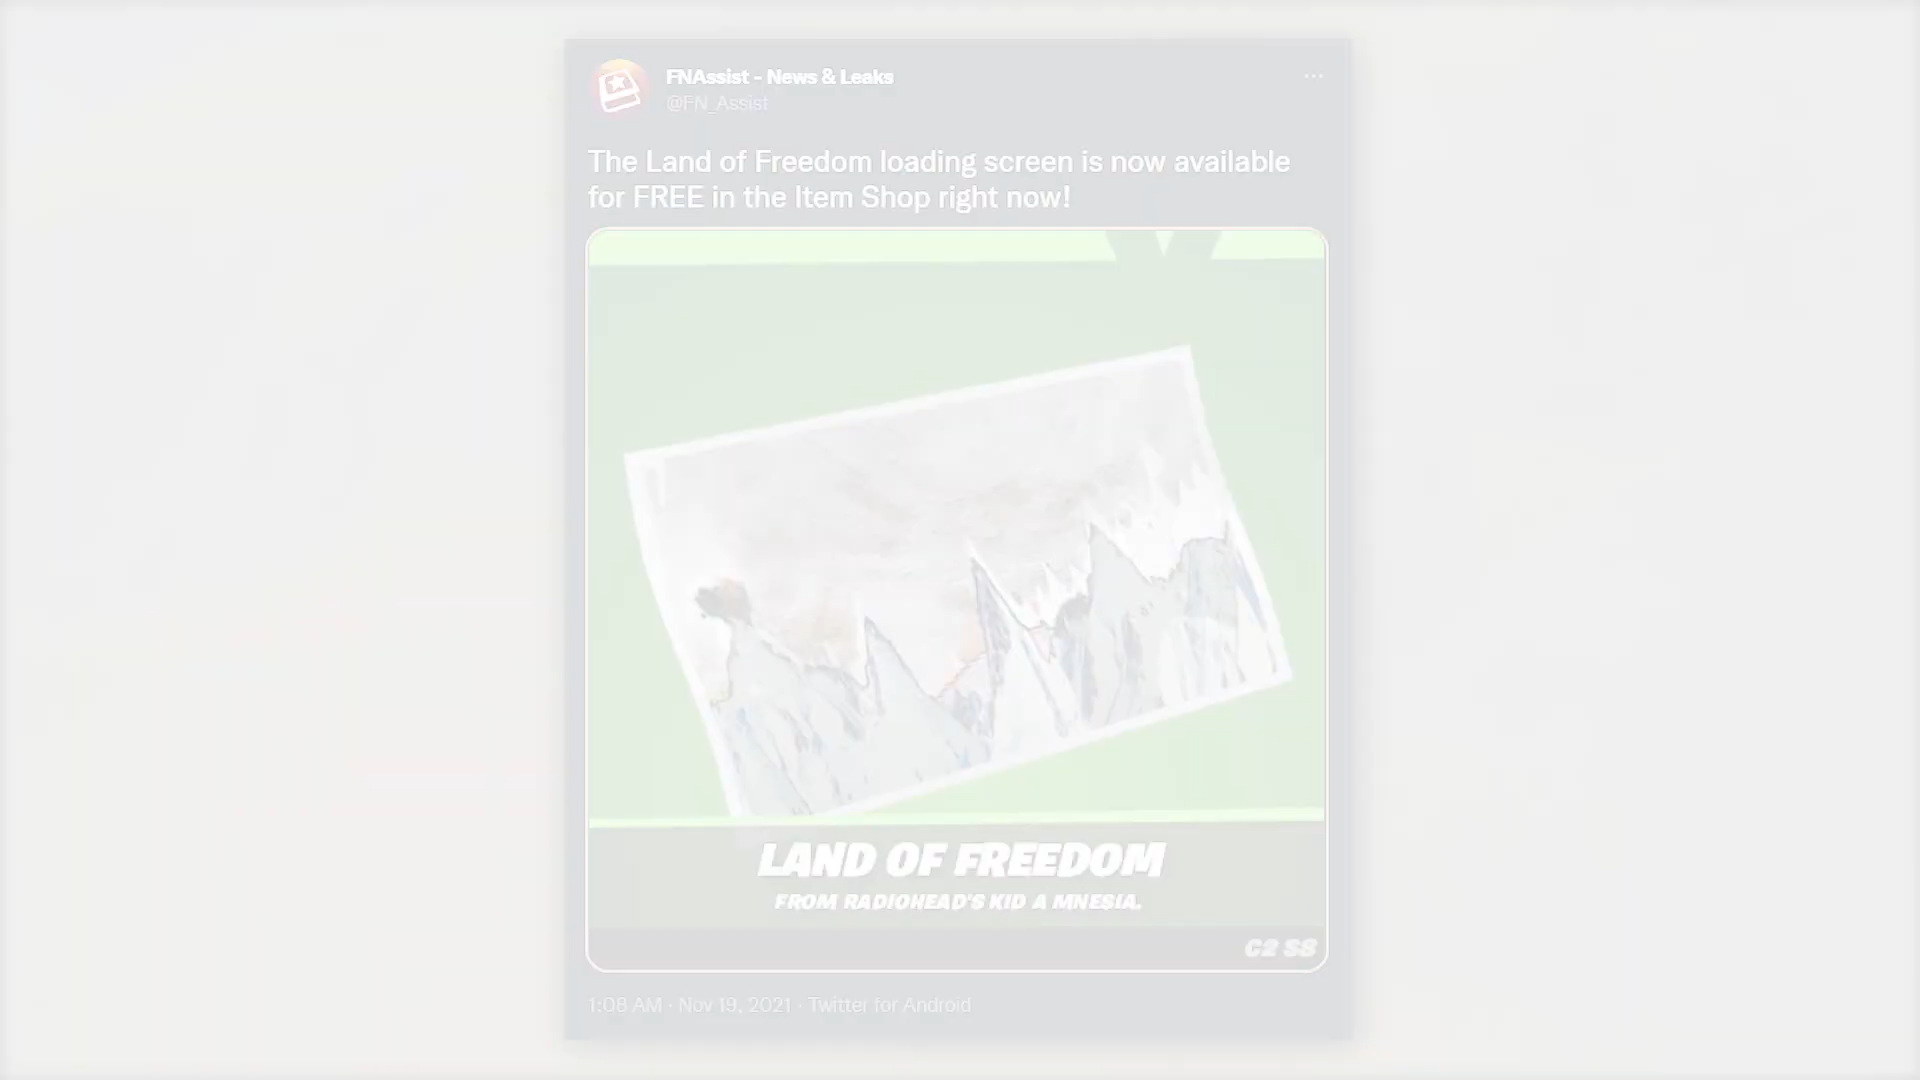 FNAssist - News & Leaks
@FN_Assist
The Land of Freedom loading screen is now available
for FREE in the Item Shop right now!
LAND OF FREEDOM
FROM RADIOHEAD'S KID A MNESIA.
C2 S8
1:08 AM · Nov 19, 2021 · Twitter for Android